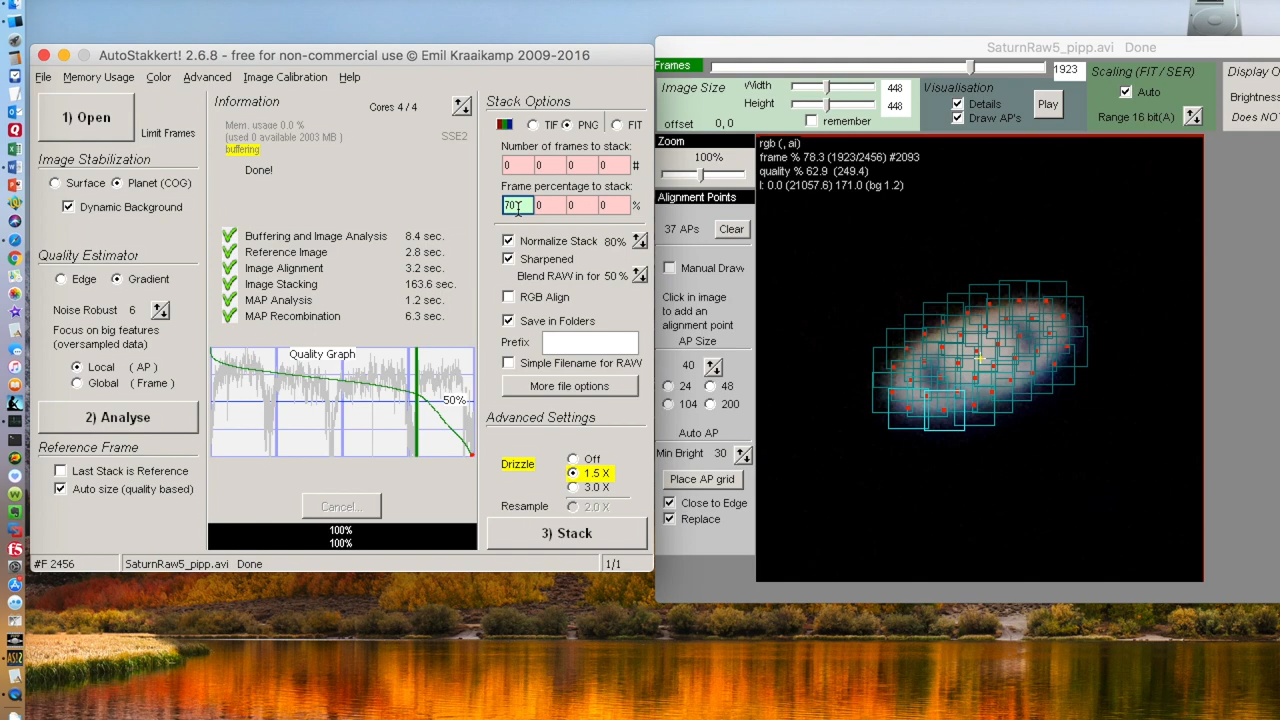 AutoStakkert! 2.6.8 - free for non-commercial use © Emil Kraaikamp 2009-2016
File Memory Usage Color Advanced Image Calibration Help
1) Open
Limit Frames
Image Stabilization
Surface Planet (COG)
Dynamic Background
Quality Estimator
Edge Gradient
Noise Robust 6
Focus on big features
(oversampled data)
Local ( AP )
Global ( Frame )
2) Analyse
Reference Frame
Last Stack is Reference
Auto size (quality based)
Information
Cores 4 / 4
Mem. usage 0.0 %
(used 0 available 2003 MB )
SSE2
buffering
Done!
Buffering and Image Analysis 8.4 sec.
Reference Image 2.8 sec.
Image Alignment 3.2 sec.
Image Stacking 163.6 sec.
MAP Analysis 1.2 sec.
MAP Recombination 6.3 sec.
Quality Graph
50%
Cancel...
100%
100%
Stack Options
TIF PNG FIT
Number of frames to stack:
0 0 0 0 #
Frame percentage to stack:
70 0 0 0 %
Normalize Stack 80%
Sharpened
Blend RAW in for 50 %
RGB Align
Save in Folders
Prefix
Simple Filename for RAW
More file options
Advanced Settings
Drizzle
Off
1.5 X
3.0 X
Resample 2.0 X
3) Stack
#F 2456 SaturnRaw5_pipp.avi Done 1/1
SaturnRaw5_pipp.avi Done
Frames 1923
Image Size
Width 448
Height 448
offset 0, 0 remember
Visualisation
Details
Draw AP's
Play
Scaling (FIT / SER)
Auto
Range 16 bit(A)
Display O
Brightnes
Does NO
Zoom
100%
Alignment Points
37 APs Clear
Manual Draw
Click in image
to add an
alignment point
AP Size
40
24 48
104 200
Auto AP
Min Bright 30
Place AP grid
Close to Edge
Replace
rgb (, ai)
frame % 78.3 (1923/2456) #2093
quality % 62.9 (249.4)
l: 0.0 (21057.6) 171.0 (bg 1.2)